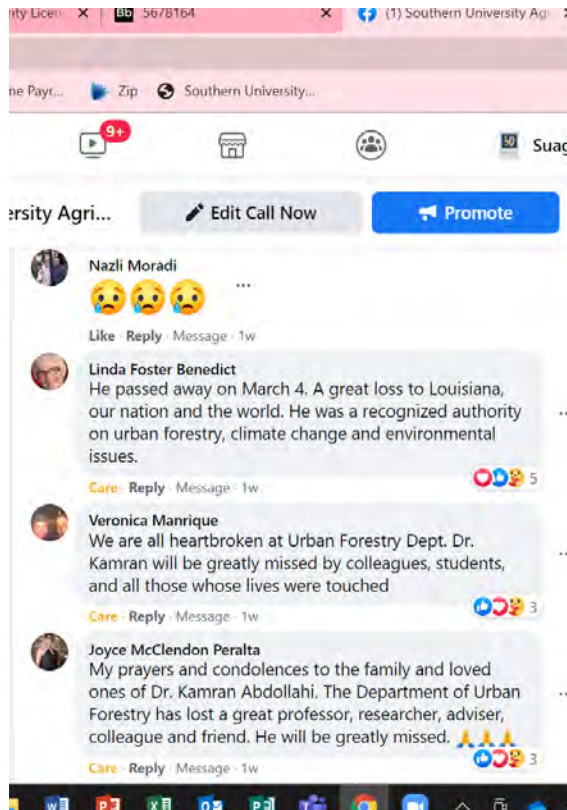 ity Licen 5678164 (1) Southern University Ag
ne Payr... Zip Southern University...
9+
Suag
ersity Agri... Edit Call Now Promote
Nazli Moradi
😢😢😢 ...
Like · Reply · Message · 1w
Linda Foster Benedict
He passed away on March 4. A great loss to Louisiana,
our nation and the world. He was a recognized authority
on urban forestry, climate change and environmental
issues.
5
Care · Reply · Message · 1w
Veronica Manrique
We are all heartbroken at Urban Forestry Dept. Dr.
Kamran will be greatly missed by colleagues, students,
and all those whose lives were touched
3
Care · Reply · Message · 1w
Joyce McClendon Peralta
My prayers and condolences to the family and loved
ones of Dr. Kamran Abdollahi. The Department of Urban
Forestry has lost a great professor, researcher, adviser,
colleague and friend. He will be greatly missed. 🙏🙏🙏
3
Care · Reply · Message · 1w